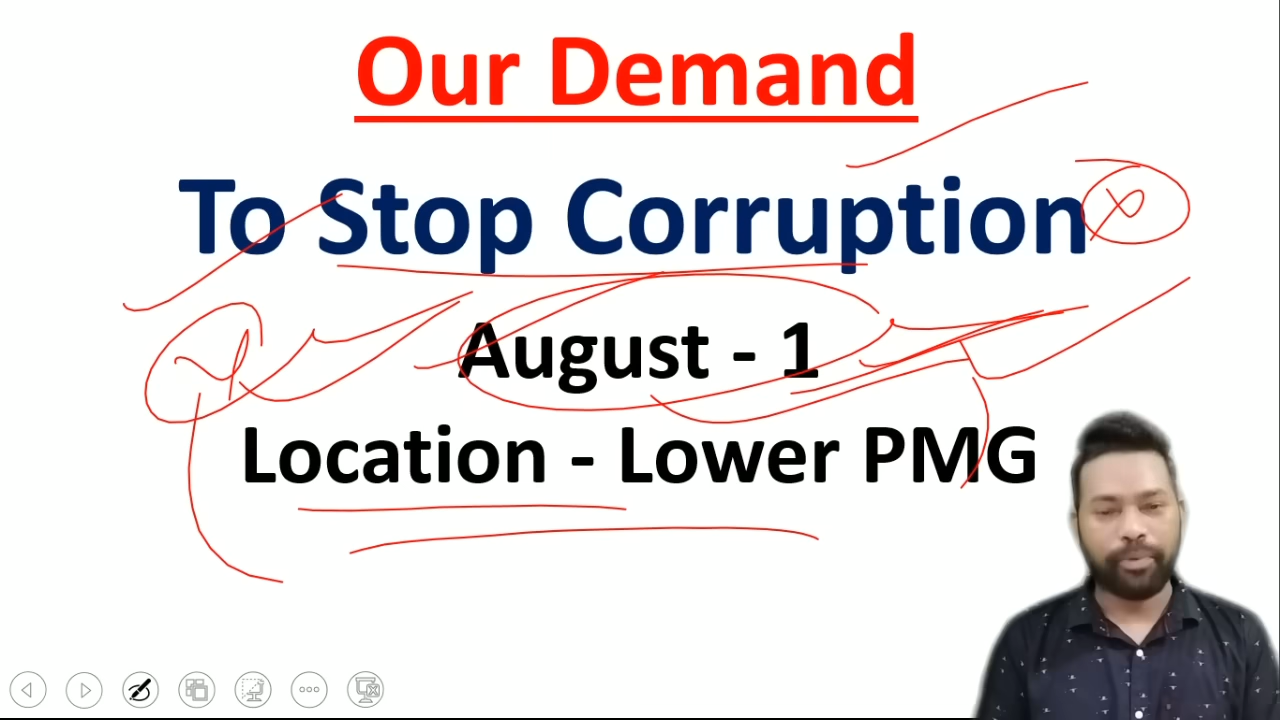 Our Demand
To Stop Corruption
August - 1
Location - Lower PMG